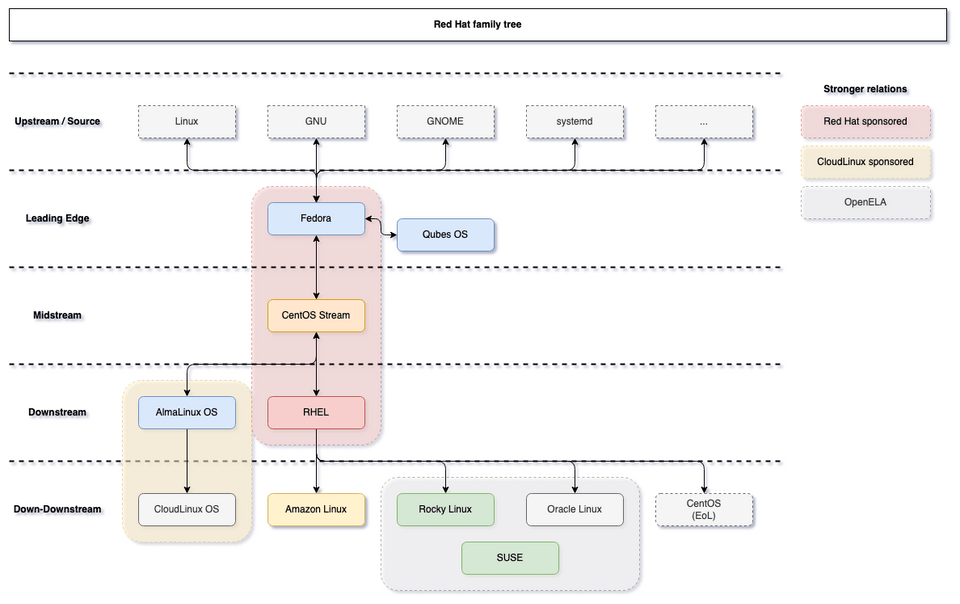 Red Hat family tree
Stronger relations
Upstream / Source
Linux
GNU
GNOME
systemd
...
Red Hat sponsored
CloudLinux sponsored
OpenELA
Leading Edge
Fedora
Qubes OS
Midstream
CentOS Stream
Downstream
AlmaLinux OS
RHEL
Down-Downstream
CloudLinux OS
Amazon Linux
Rocky Linux
Oracle Linux
CentOS
(EoL)
SUSE